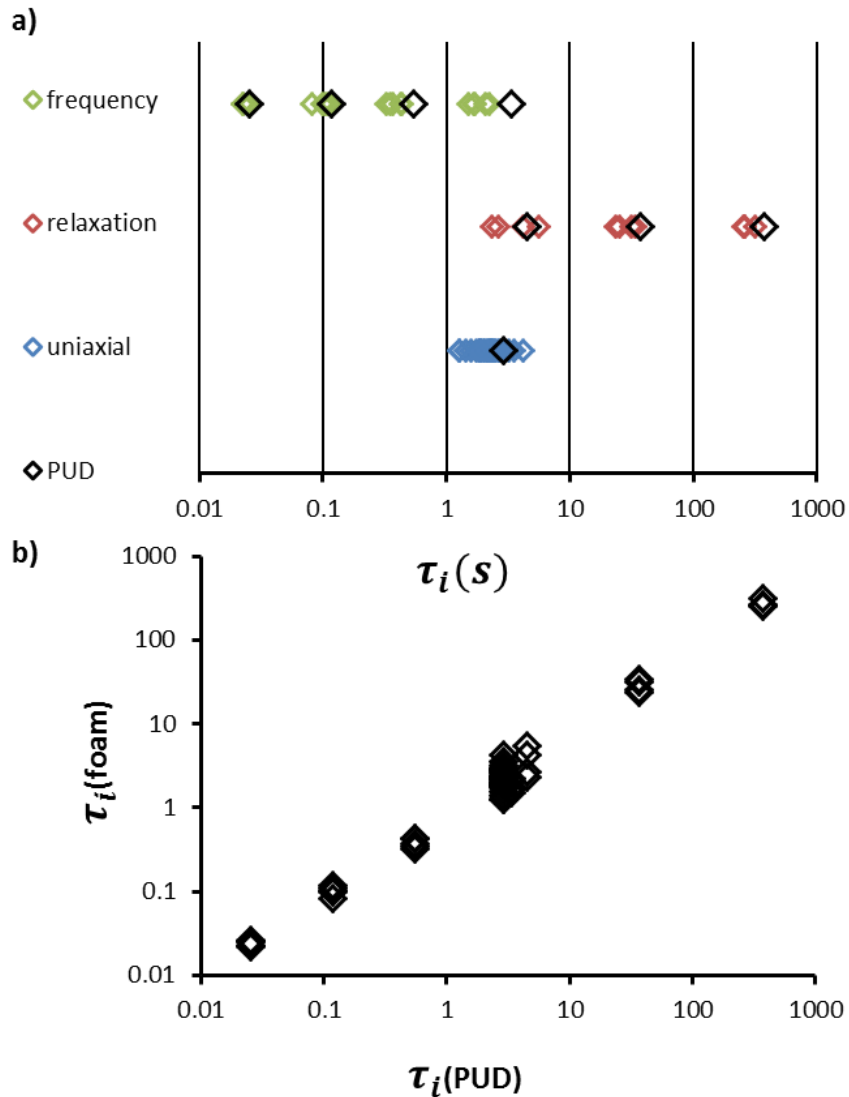 a)
frequency
relaxation
uniaxial
PUD
0.01 0.1 1 10 100 1000
τᵢ(s)
b)
1000
100
10
1
0.1
0.01
τᵢ(foam)
0.01 0.1 1 10 100 1000
τᵢ(PUD)